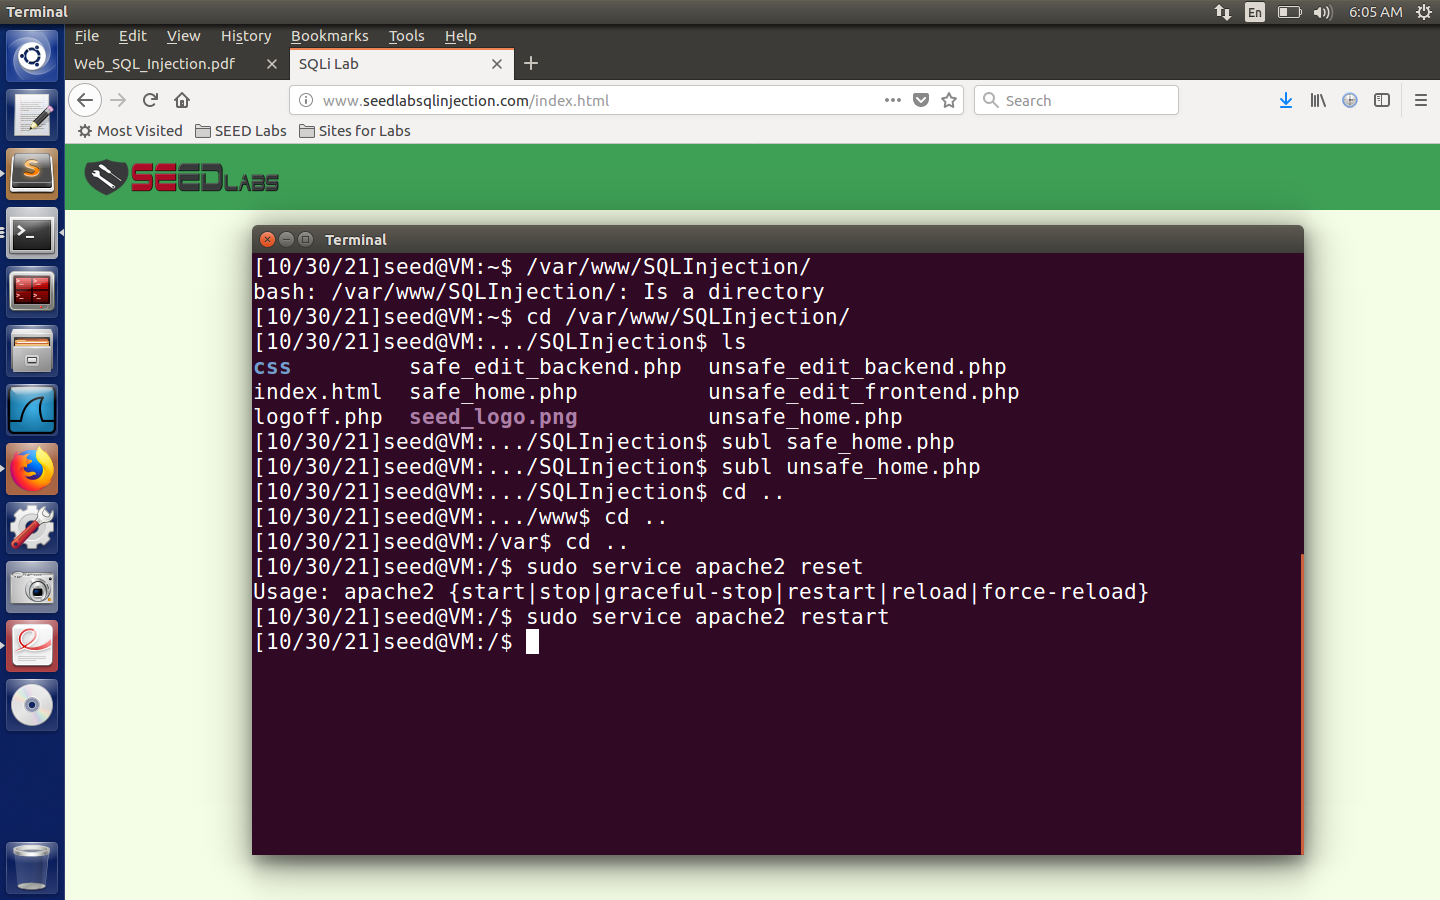 Terminal
En
6:05 AM
File Edit View History Bookmarks Tools Help
Web_SQL_Injection.pdf
SQLi Lab
www.seedlabsqlinjection.com/index.html
Search
Most Visited
SEED Labs
Sites for Labs
SEEDLABS
Terminal
[10/30/21]seed@VM:~$ /var/www/SQLInjection/
bash: /var/www/SQLInjection/: Is a directory
[10/30/21]seed@VM:~$ cd /var/www/SQLInjection/
[10/30/21]seed@VM:.../SQLInjection$ ls
css safe_edit_backend.php unsafe_edit_backend.php
index.html safe_home.php unsafe_edit_frontend.php
logoff.php seed_logo.png unsafe_home.php
[10/30/21]seed@VM:.../SQLInjection$ subl safe_home.php
[10/30/21]seed@VM:.../SQLInjection$ subl unsafe_home.php
[10/30/21]seed@VM:.../SQLInjection$ cd ..
[10/30/21]seed@VM:.../www$ cd ..
[10/30/21]seed@VM:/var$ cd ..
[10/30/21]seed@VM:/$ sudo service apache2 reset
Usage: apache2 {start|stop|graceful-stop|restart|reload|force-reload}
[10/30/21]seed@VM:/$ sudo service apache2 restart
[10/30/21]seed@VM:/$